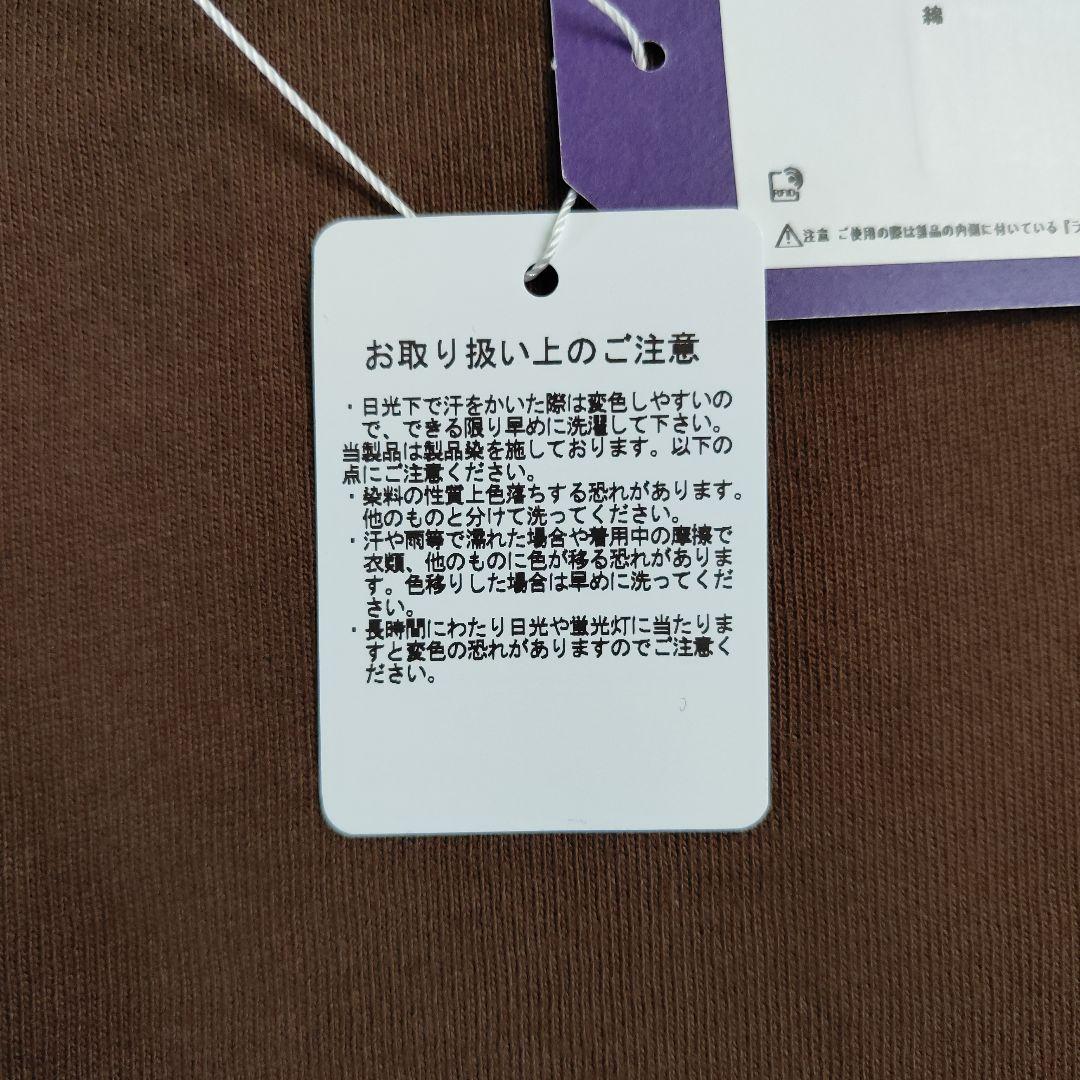 綿
RFID
注意 ご使用の際は製品の内側に付いている『ラ
お取り扱い上のご注意
・日光下で汗をかいた際は変色しやすいの
で、できる限り早めに洗濯して下さい。
当製品は製品染を施しております。以下の
点にご注意ください。
・染料の性質上色落ちする恐れがあります。
他のものと分けて洗ってください。
・汗や雨等で濡れた場合や着用中の摩擦で
衣類、他のものに色が移る恐れがありま
す。色移りした場合は早めに洗ってくだ
さい。
・長時間にわたり日光や蛍光灯に当たりま
すと変色の恐れがありますのでご注意く
ださい。